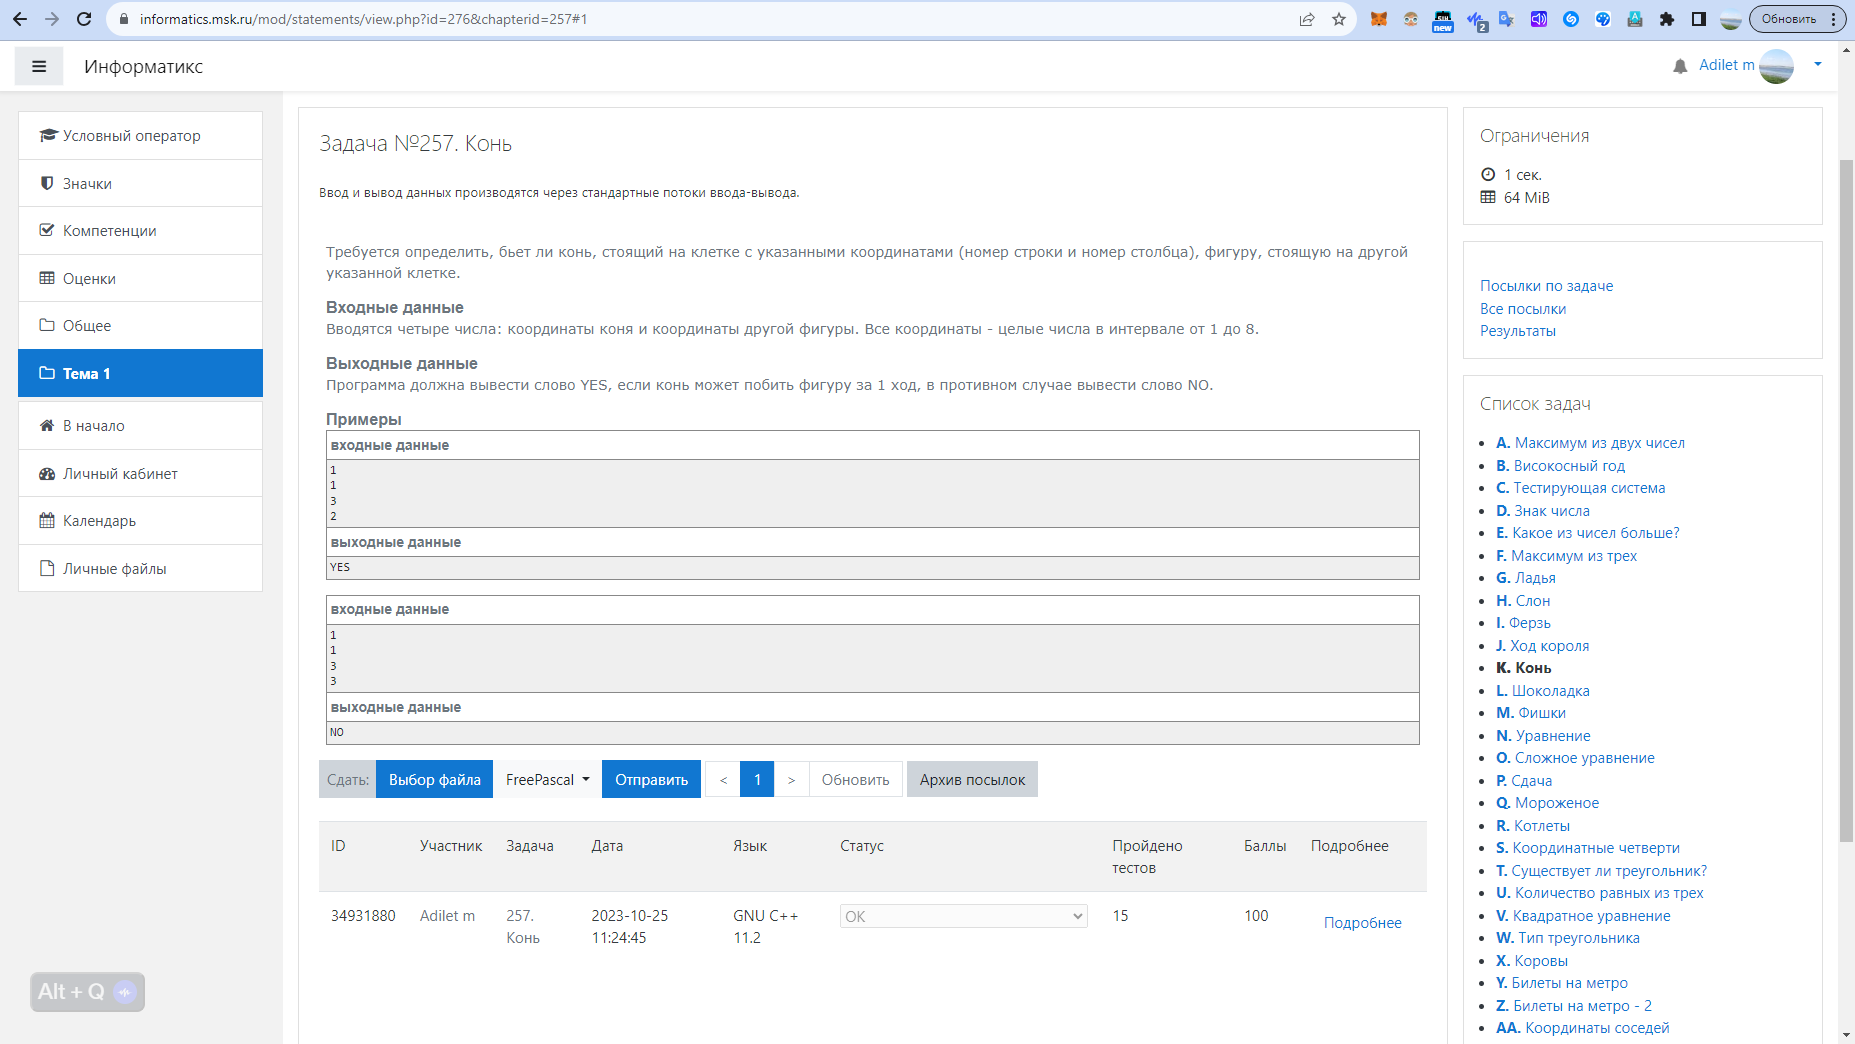 informatics.msk.ru/mod/statements/view.php?id=276&chapterid=257#1
new
2
Обновить
Информатикс
Adilet m
Условный оператор
Значки
Компетенции
Оценки
Общее
Тема 1
В начало
Личный кабинет
Календарь
Личные файлы
Alt + Q
Задача №257. Конь
Ввод и вывод данных производятся через стандартные потоки ввода-вывода.
Требуется определить, бьет ли конь, стоящий на клетке с указанными координатами (номер строки и номер столбца), фигуру, стоящую на другой
указанной клетке.
Входные данные
Вводятся четыре числа: координаты коня и координаты другой фигуры. Все координаты - целые числа в интервале от 1 до 8.
Выходные данные
Программа должна вывести слово YES, если конь может побить фигуру за 1 ход, в противном случае вывести слово NO.
Примеры
входные данные
1
1
3
2
выходные данные
YES
входные данные
1
1
3
3
выходные данные
NO
Сдать: Выбор файла FreePascal Отправить < 1 > Обновить Архив посылок
ID Участник Задача Дата Язык Статус Пройдено тестов Баллы Подробнее
34931880 Adilet m 257. Конь 2023-10-25 11:24:45 GNU C++ 11.2 OK 15 100 Подробнее
Ограничения
1 сек.
64 MiB
Посылки по задаче
Все посылки
Результаты
Список задач
A. Максимум из двух чисел
B. Високосный год
C. Тестирующая система
D. Знак числа
E. Какое из чисел больше?
F. Максимум из трех
G. Ладья
H. Слон
I. Ферзь
J. Ход короля
K. Конь
L. Шоколадка
M. Фишки
N. Уравнение
O. Сложное уравнение
P. Сдача
Q. Мороженое
R. Котлеты
S. Координатные четверти
T. Существует ли треугольник?
U. Количество равных из трех
V. Квадратное уравнение
W. Тип треугольника
X. Коровы
Y. Билеты на метро
Z. Билеты на метро - 2
AA. Координаты соседей